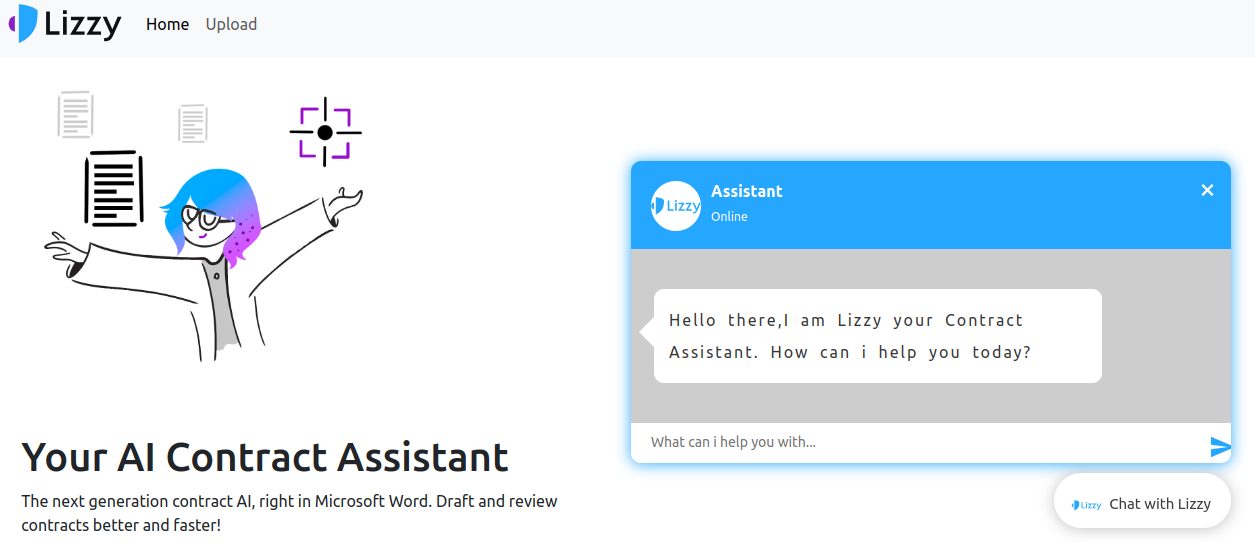 Lizzy Home Upload
Lizzy
Assistant
Online
Hello there,I am Lizzy your Contract
Assistant. How can i help you today?
What can i help you with...
Lizzy Chat with Lizzy
Your AI Contract Assistant
The next generation contract AI, right in Microsoft Word. Draft and review
contracts better and faster!